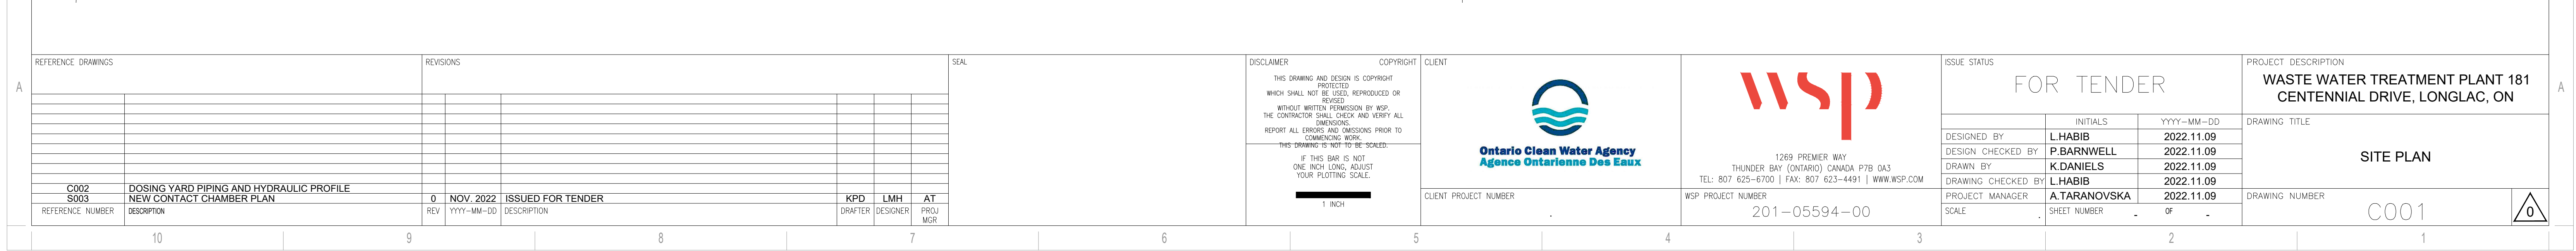 REFERENCE DRAWINGS
C002 DOSING YARD PIPING AND HYDRAULIC PROFILE
S003 NEW CONTACT CHAMBER PLAN
REFERENCE NUMBER DESCRIPTION
REVISIONS
0 NOV. 2022 ISSUED FOR TENDER KPD LMH AT
REV YYYY-MM-DD DESCRIPTION DRAFTER DESIGNER PROJ
MGR
SEAL
DISCLAIMER COPYRIGHT
THIS DRAWING AND DESIGN IS COPYRIGHT
PROTECTED
WHICH SHALL NOT BE USED, REPRODUCED OR
REVISED
WITHOUT WRITTEN PERMISSION BY WSP.
THE CONTRACTOR SHALL CHECK AND VERIFY ALL
DIMENSIONS.
REPORT ALL ERRORS AND OMISSIONS PRIOR TO
COMMENCING WORK.
THIS DRAWING IS NOT TO BE SCALED.
IF THIS BAR IS NOT
ONE INCH LONG, ADJUST
YOUR PLOTTING SCALE.
1 INCH
CLIENT
Ontario Clean Water Agency
Agence Ontarienne Des Eaux
CLIENT PROJECT NUMBER
.
wsp
1269 PREMIER WAY
THUNDER BAY (ONTARIO) CANADA P7B 0A3
TEL: 807 625-6700 | FAX: 807 623-4491 | WWW.WSP.COM
WSP PROJECT NUMBER
201-05594-00
ISSUE STATUS
FOR TENDER
INITIALS YYYY-MM-DD
DESIGNED BY L.HABIB 2022.11.09
DESIGN CHECKED BY P.BARNWELL 2022.11.09
DRAWN BY K.DANIELS 2022.11.09
DRAWING CHECKED BY L.HABIB 2022.11.09
PROJECT MANAGER A.TARANOVSKA 2022.11.09
SCALE . SHEET NUMBER - OF -
PROJECT DESCRIPTION
WASTE WATER TREATMENT PLANT 181
CENTENNIAL DRIVE, LONGLAC, ON
DRAWING TITLE
SITE PLAN
DRAWING NUMBER
C001 0
A A
10 9 8 7 6 5 4 3 2 1